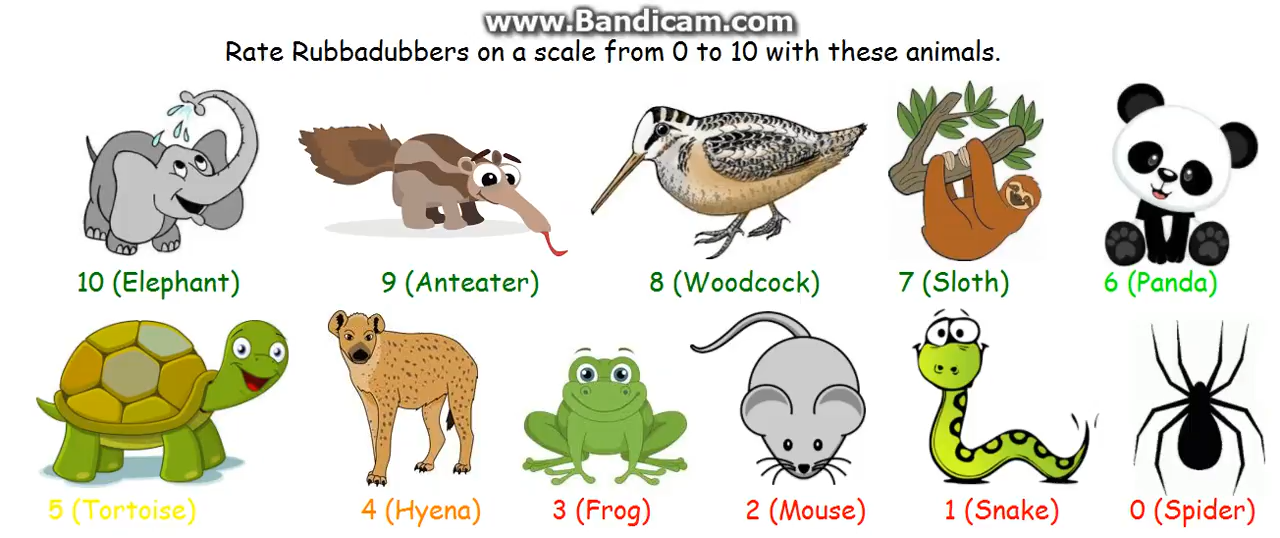 www.Bandicam.com
Rate Rubbadubbers on a scale from 0 to 10 with these animals.
10 (Elephant) 9 (Anteater) 8 (Woodcock) 7 (Sloth) 6 (Panda)
5 (Tortoise) 4 (Hyena) 3 (Frog) 2 (Mouse) 1 (Snake) 0 (Spider)